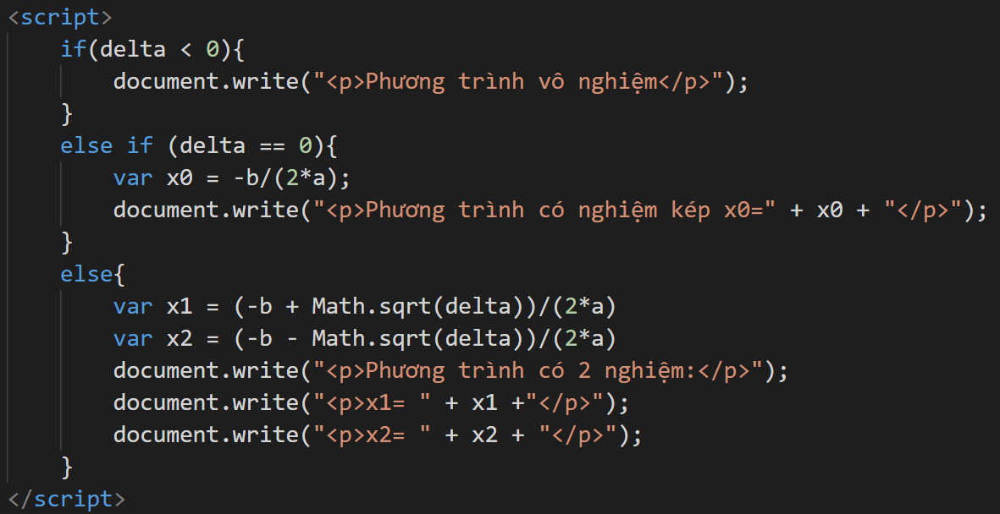 <script>
if(delta < 0){
document.write("<p>Phương trình vô nghiệm</p>");
}
else if (delta == 0){
var x0 = -b/(2*a);
document.write("<p>Phương trình có nghiệm kép x0=" + x0 + "</p>");
}
else{
var x1 = (-b + Math.sqrt(delta))/(2*a)
var x2 = (-b - Math.sqrt(delta))/(2*a)
document.write("<p>Phương trình có 2 nghiệm:</p>");
document.write("<p>x1= " + x1 +"</p>");
document.write("<p>x2= " + x2 + "</p>");
}
</script>